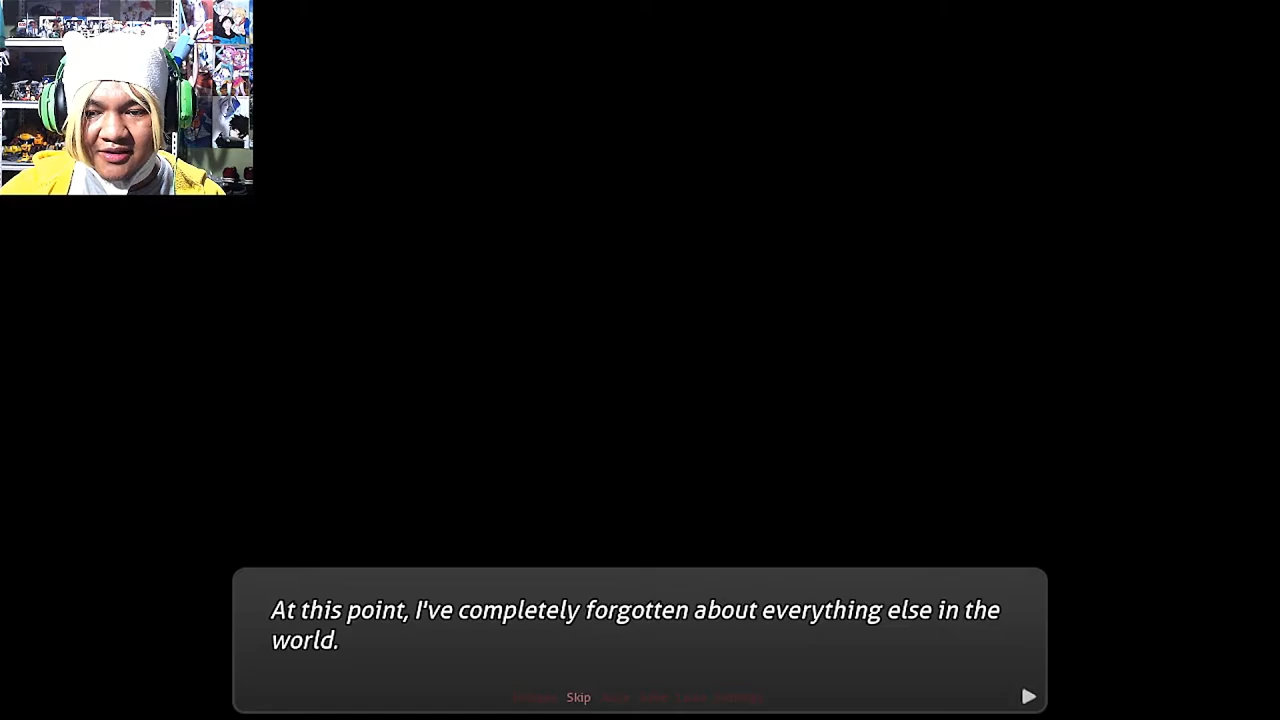 At this point, I've completely forgotten about everything else in the
world.
Skip